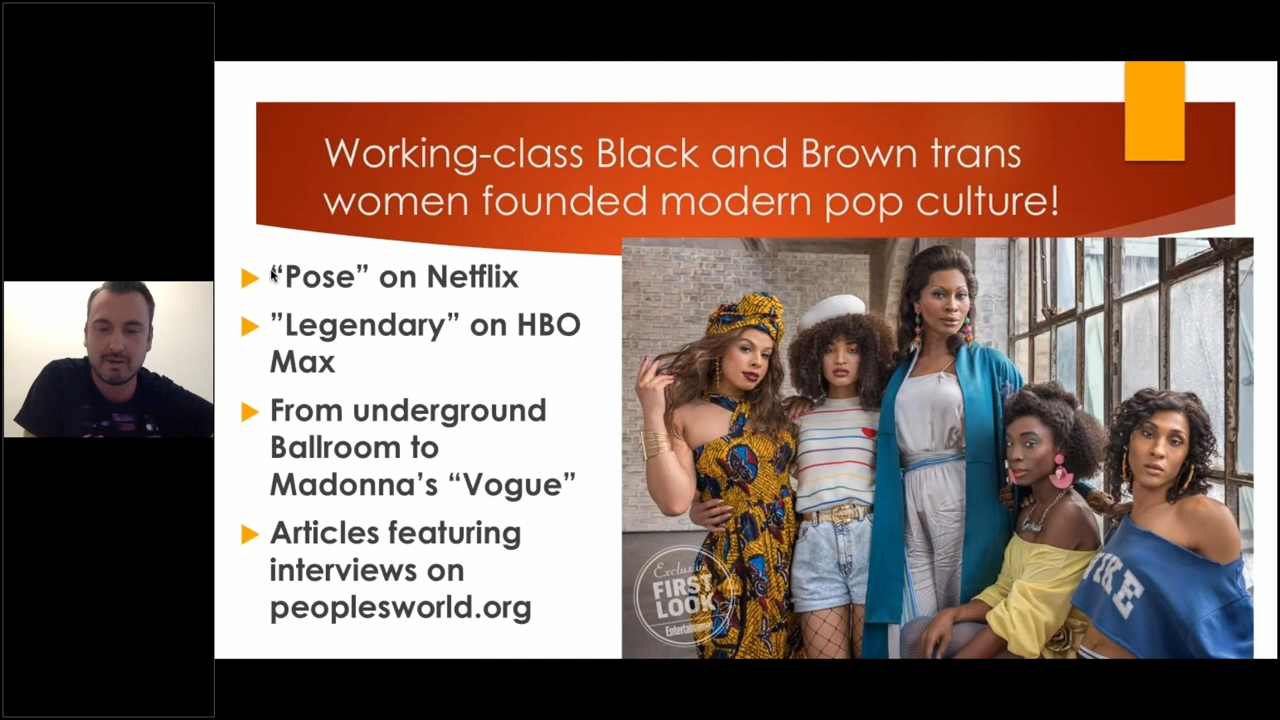 Working-class Black and Brown trans
women founded modern pop culture!
“Pose” on Netflix
”Legendary” on HBO
Max
From underground
Ballroom to
Madonna’s “Vogue”
Articles featuring
interviews on
peoplesworld.org
Exclusive
FIRST
LOOK
Entertainment
NIKE